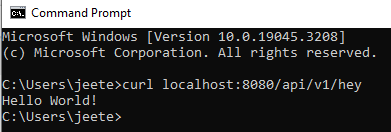 Command Prompt
Microsoft Windows [Version 10.0.19045.3208]
(c) Microsoft Corporation. All rights reserved.
C:\Users\jeete>curl localhost:8080/api/v1/hey
Hello World!
C:\Users\jeete>